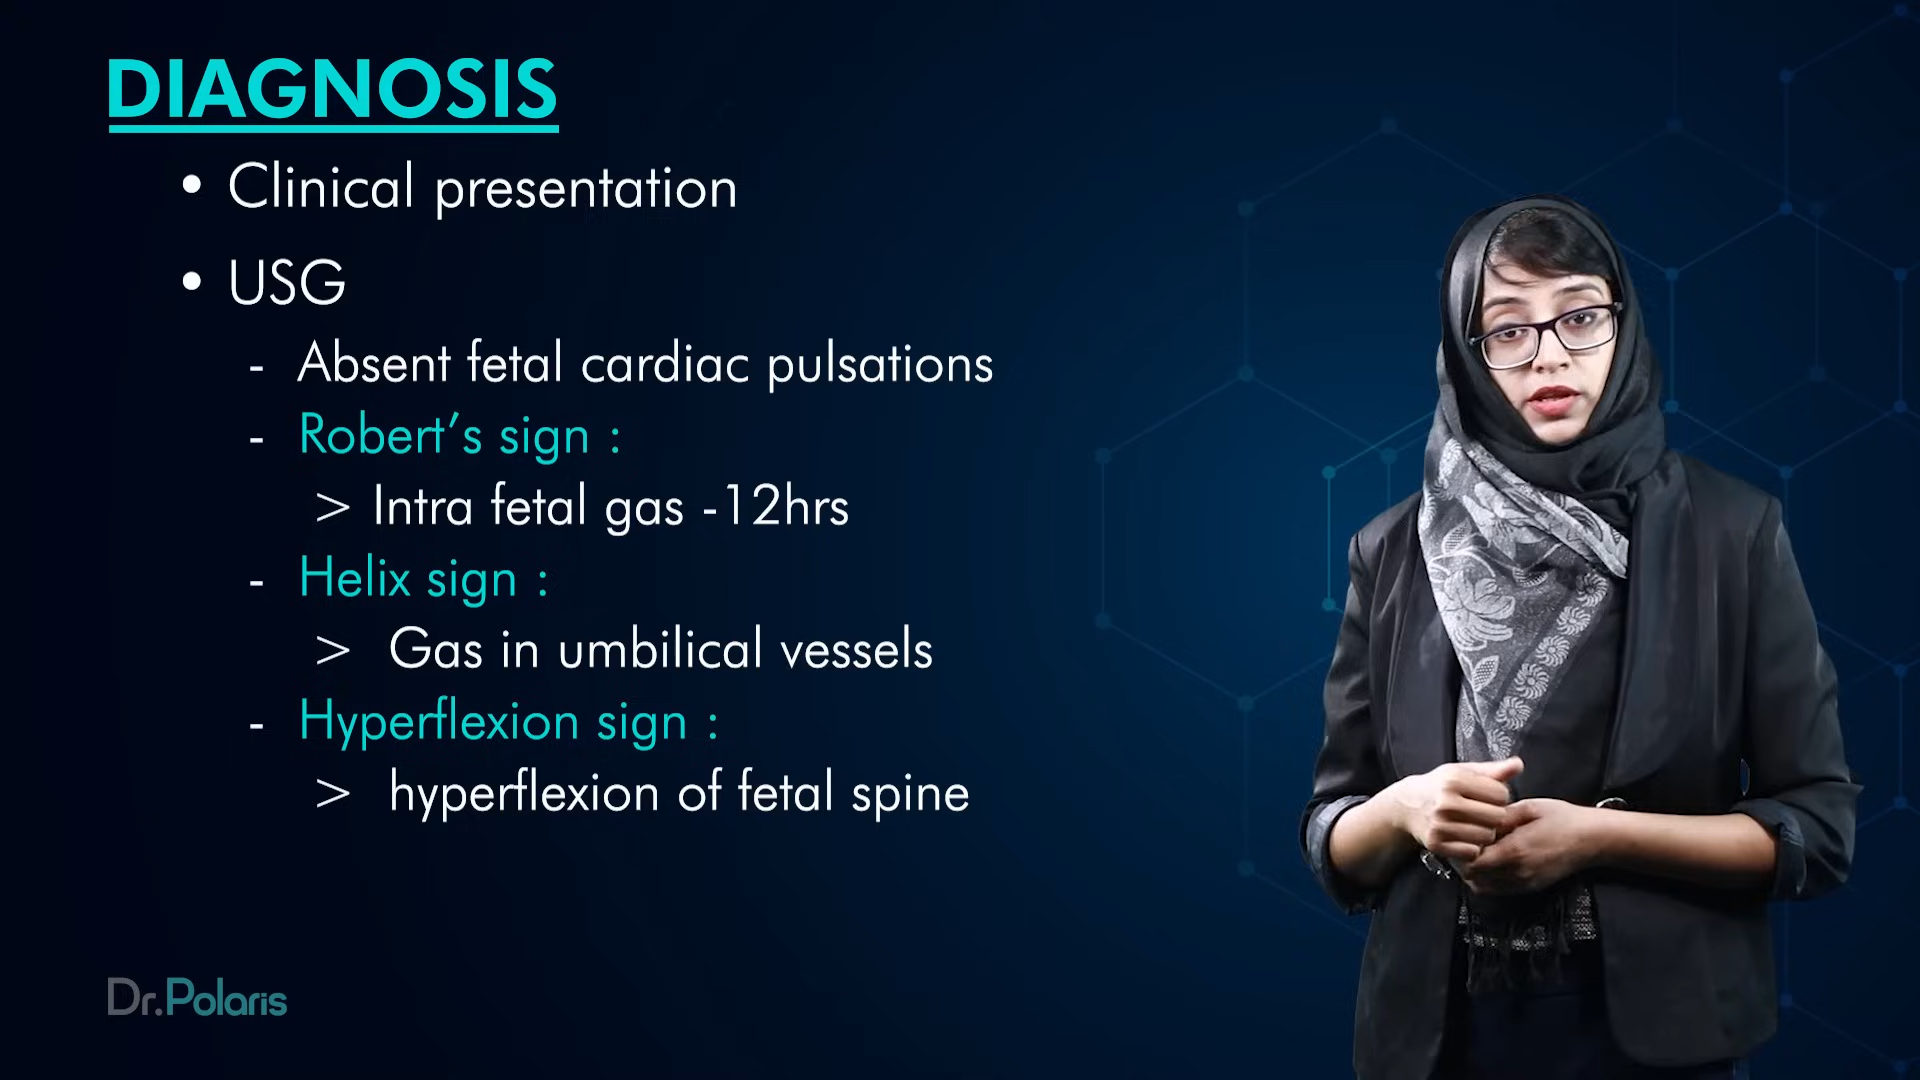 DIAGNOSIS
• Clinical presentation
• USG
- Absent fetal cardiac pulsations
- Robert's sign :
> Intra fetal gas -12hrs
- Helix sign :
> Gas in umbilical vessels
- Hyperflexion sign :
> hyperflexion of fetal spine
Dr.Polaris